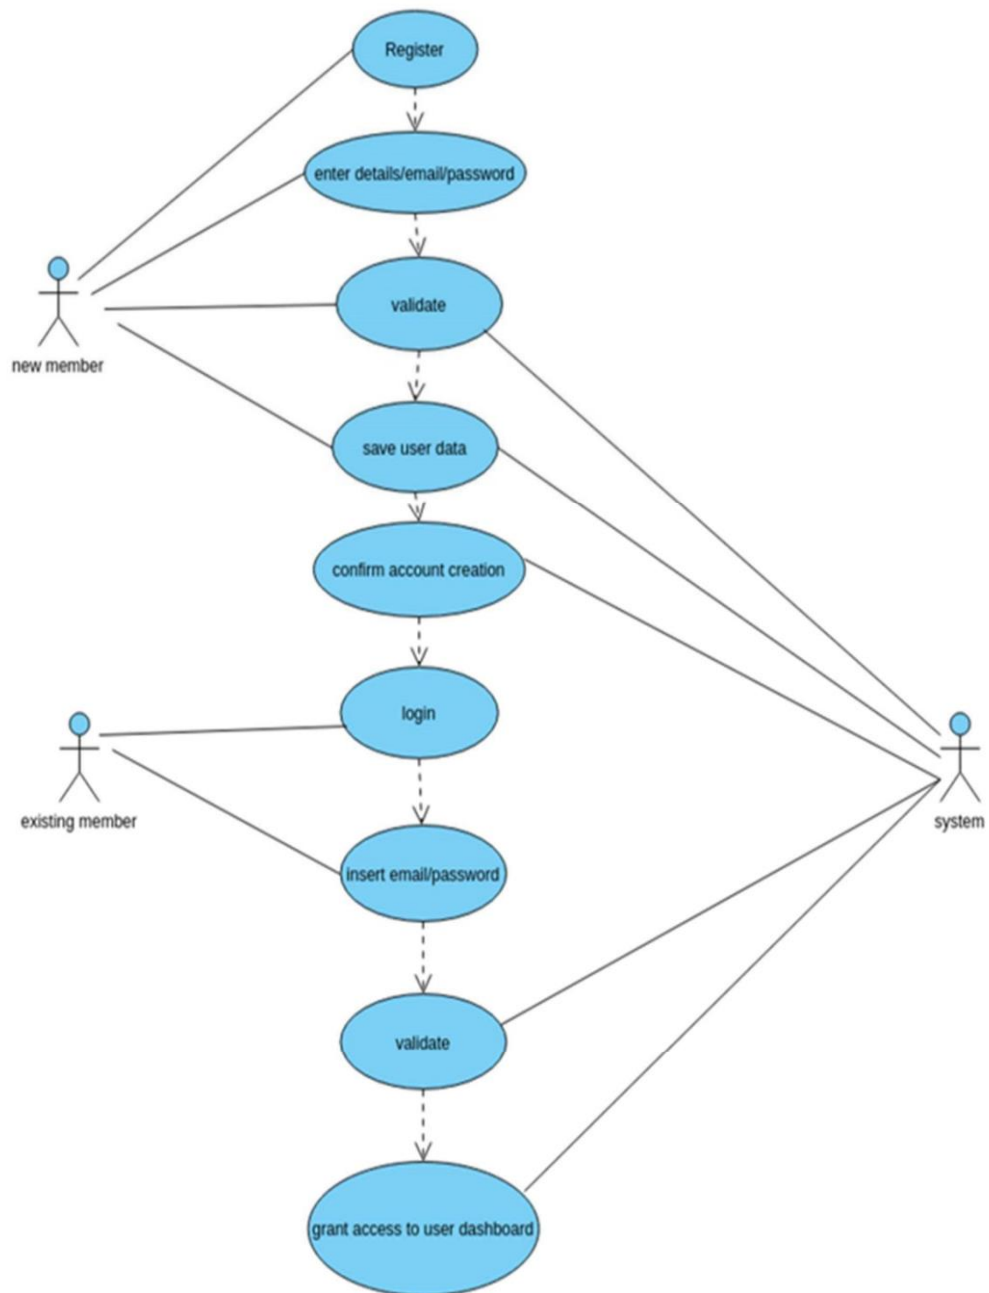 Register
enter details/email/password
validate
new member
save user data
confirm account creation
login
existing member
system
insert email/password
validate
grant access to user dashboard